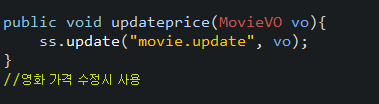 public void updateprice(MovieVO vo){
ss.update("movie.update", vo);
}
//영화 가격 수정시 사용